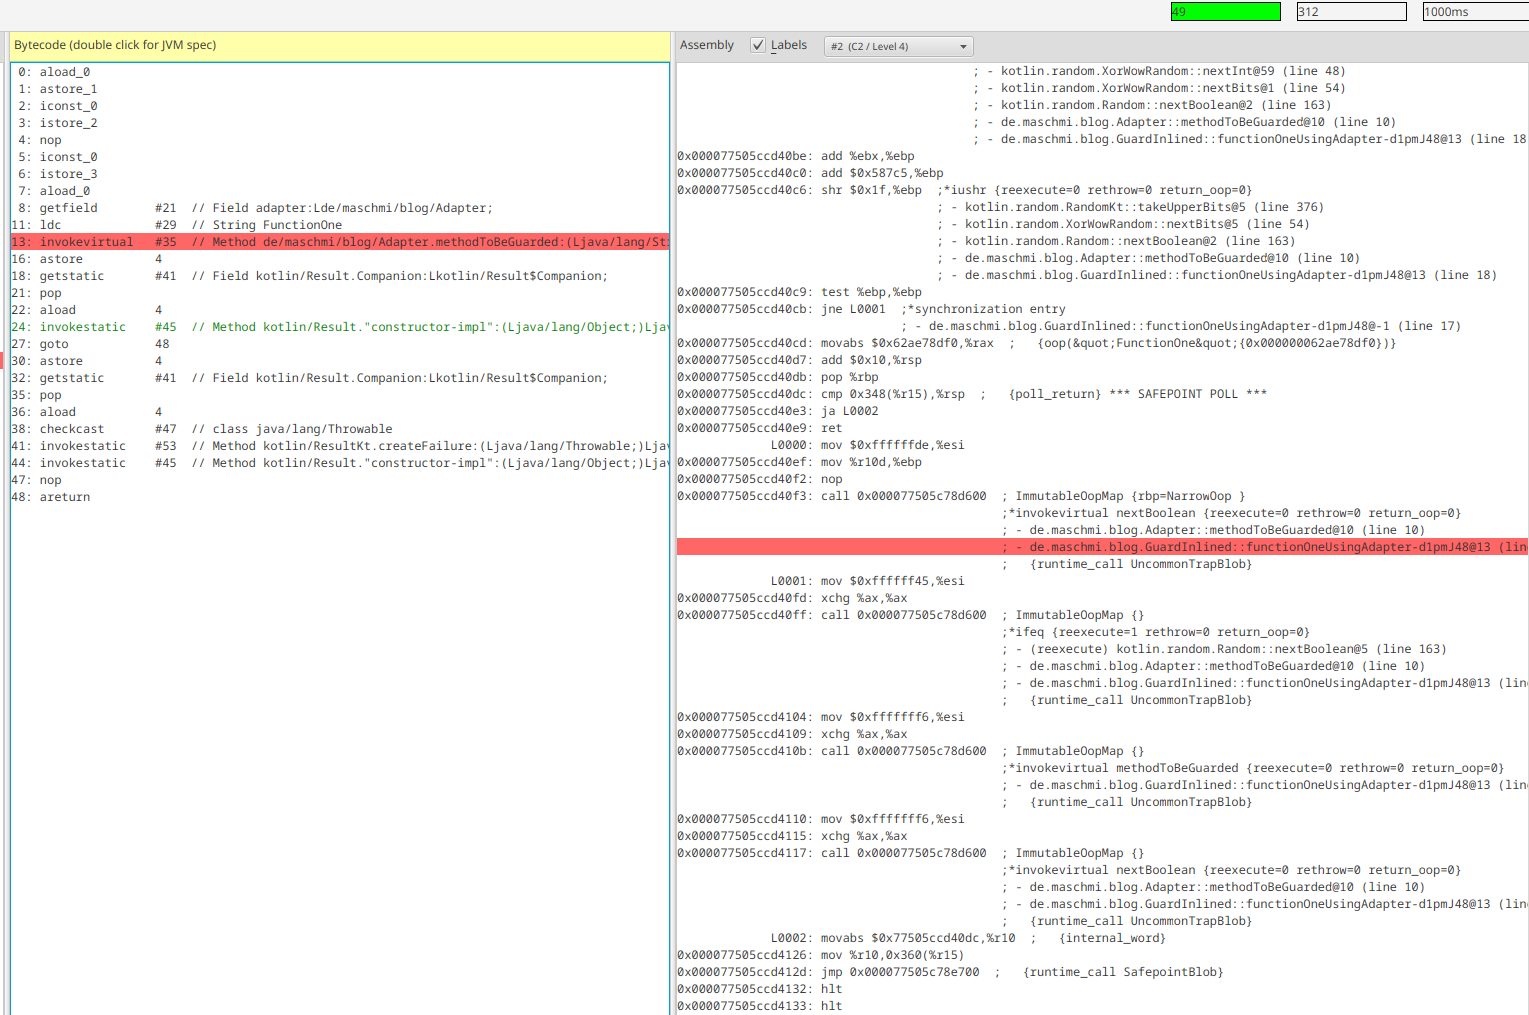 49 312 1000ms
Bytecode (double click for JVM spec)
0: aload_0
1: astore_1
2: iconst_0
3: istore_2
4: nop
5: iconst_0
6: istore_3
7: aload_0
8: getfield #21 // Field adapter:Lde/maschmi/blog/Adapter;
11: ldc #29 // String FunctionOne
13: invokevirtual #35 // Method de/maschmi/blog/Adapter.methodToBeGuarded:(Ljava/lang/St
16: astore 4
18: getstatic #41 // Field kotlin/Result.Companion:Lkotlin/Result$Companion;
21: pop
22: aload 4
24: invokestatic #45 // Method kotlin/Result."constructor-impl":(Ljava/lang/Object;)Ljav
27: goto 48
30: astore 4
32: getstatic #41 // Field kotlin/Result.Companion:Lkotlin/Result$Companion;
35: pop
36: aload 4
38: checkcast #47 // class java/lang/Throwable
41: invokestatic #53 // Method kotlin/ResultKt.createFailure:(Ljava/lang/Throwable;)Ljav
44: invokestatic #45 // Method kotlin/Result."constructor-impl":(Ljava/lang/Object;)Ljav
47: nop
48: areturn
Assembly Labels #2 (C2 / Level 4)
; - kotlin.random.XorWowRandom::nextInt@59 (line 48)
; - kotlin.random.XorWowRandom::nextBits@1 (line 54)
; - kotlin.random.Random::nextBoolean@2 (line 163)
; - de.maschmi.blog.Adapter::methodToBeGuarded@10 (line 10)
; - de.maschmi.blog.GuardInlined::functionOneUsingAdapter-d1pmJ48@13 (line 18
0x000077505ccd40be: add %ebx,%ebp
0x000077505ccd40c0: add $0x587c5,%ebp
0x000077505ccd40c6: shr $0x1f,%ebp ;*iushr {reexecute=0 rethrow=0 return_oop=0}
; - kotlin.random.RandomKt::takeUpperBits@5 (line 376)
; - kotlin.random.XorWowRandom::nextBits@5 (line 54)
; - kotlin.random.Random::nextBoolean@2 (line 163)
; - de.maschmi.blog.Adapter::methodToBeGuarded@10 (line 10)
; - de.maschmi.blog.GuardInlined::functionOneUsingAdapter-d1pmJ48@13 (line 18)
0x000077505ccd40c9: test %ebp,%ebp
0x000077505ccd40cb: jne L0001 ;*synchronization entry
; - de.maschmi.blog.GuardInlined::functionOneUsingAdapter-d1pmJ48@-1 (line 17)
0x000077505ccd40cd: movabs $0x62ae78df0,%rax ; {oop(&quot;FunctionOne&quot;{0x000000062ae78df0})}
0x000077505ccd40d7: add $0x10,%rsp
0x000077505ccd40db: pop %rbp
0x000077505ccd40dc: cmp 0x348(%r15),%rsp ; {poll_return} *** SAFEPOINT POLL ***
0x000077505ccd40e3: ja L0002
0x000077505ccd40e9: ret
L0000: mov $0xffffffde,%esi
0x000077505ccd40ef: mov %r10d,%ebp
0x000077505ccd40f2: nop
0x000077505ccd40f3: call 0x000077505c78d600 ; ImmutableOopMap {rbp=NarrowOop }
;*invokevirtual nextBoolean {reexecute=0 rethrow=0 return_oop=0}
; - de.maschmi.blog.Adapter::methodToBeGuarded@10 (line 10)
; - de.maschmi.blog.GuardInlined::functionOneUsingAdapter-d1pmJ48@13 (lin
; {runtime_call UncommonTrapBlob}
L0001: mov $0xffffff45,%esi
0x000077505ccd40fd: xchg %ax,%ax
0x000077505ccd40ff: call 0x000077505c78d600 ; ImmutableOopMap {}
;*ifeq {reexecute=1 rethrow=0 return_oop=0}
; - (reexecute) kotlin.random.Random::nextBoolean@5 (line 163)
; - de.maschmi.blog.Adapter::methodToBeGuarded@10 (line 10)
; - de.maschmi.blog.GuardInlined::functionOneUsingAdapter-d1pmJ48@13 (lin
; {runtime_call UncommonTrapBlob}
0x000077505ccd4104: mov $0xfffffff6,%esi
0x000077505ccd4109: xchg %ax,%ax
0x000077505ccd410b: call 0x000077505c78d600 ; ImmutableOopMap {}
;*invokevirtual methodToBeGuarded {reexecute=0 rethrow=0 return_oop=0}
; - de.maschmi.blog.GuardInlined::functionOneUsingAdapter-d1pmJ48@13 (lin
; {runtime_call UncommonTrapBlob}
0x000077505ccd4110: mov $0xfffffff6,%esi
0x000077505ccd4115: xchg %ax,%ax
0x000077505ccd4117: call 0x000077505c78d600 ; ImmutableOopMap {}
;*invokevirtual nextBoolean {reexecute=0 rethrow=0 return_oop=0}
; - de.maschmi.blog.Adapter::methodToBeGuarded@10 (line 10)
; - de.maschmi.blog.GuardInlined::functionOneUsingAdapter-d1pmJ48@13 (lin
; {runtime_call UncommonTrapBlob}
L0002: movabs $0x77505ccd40dc,%r10 ; {internal_word}
0x000077505ccd4126: mov %r10,0x360(%r15)
0x000077505ccd412d: jmp 0x000077505c78e700 ; {runtime_call SafepointBlob}
0x000077505ccd4132: hlt
0x000077505ccd4133: hlt